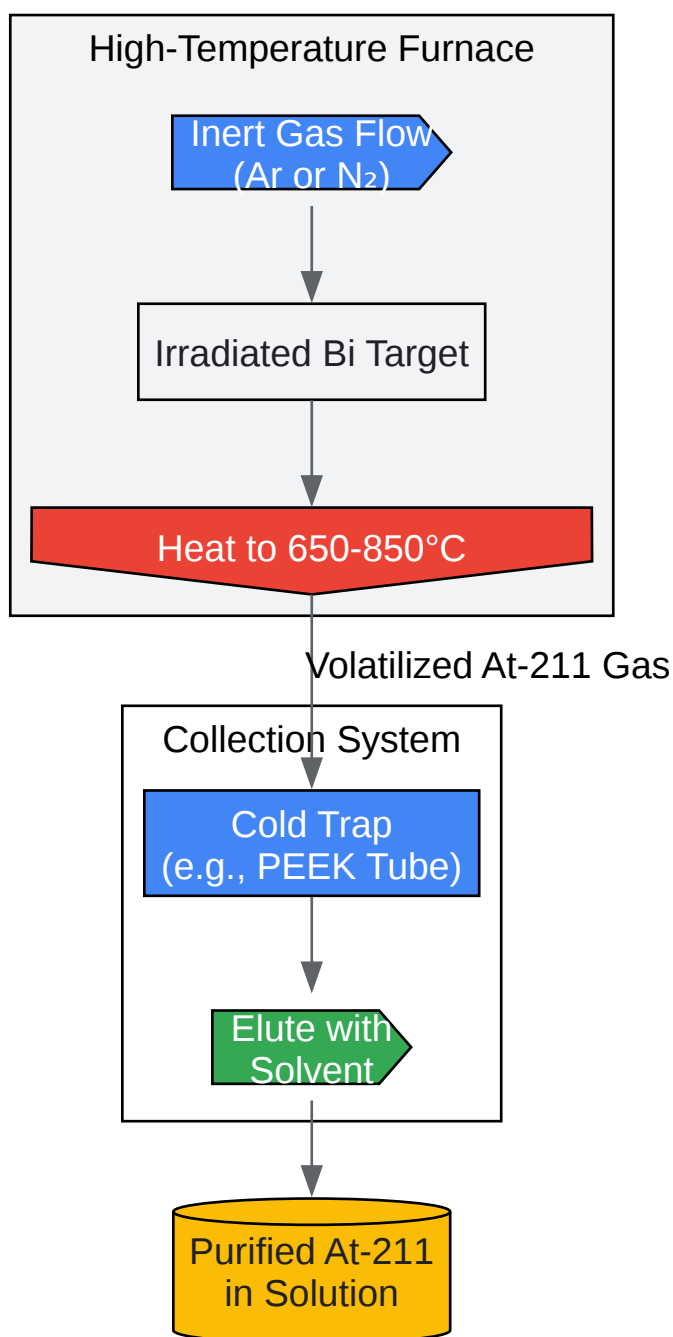 High-Temperature Furnace
Inert Gas Flow
(Ar or N₂)
Irradiated Bi Target
Heat to 650-850°C
Volatilized At-211 Gas
Collection System
Cold Trap
(e.g., PEEK Tube)
Elute with
Solvent
Purified At-211
in Solution